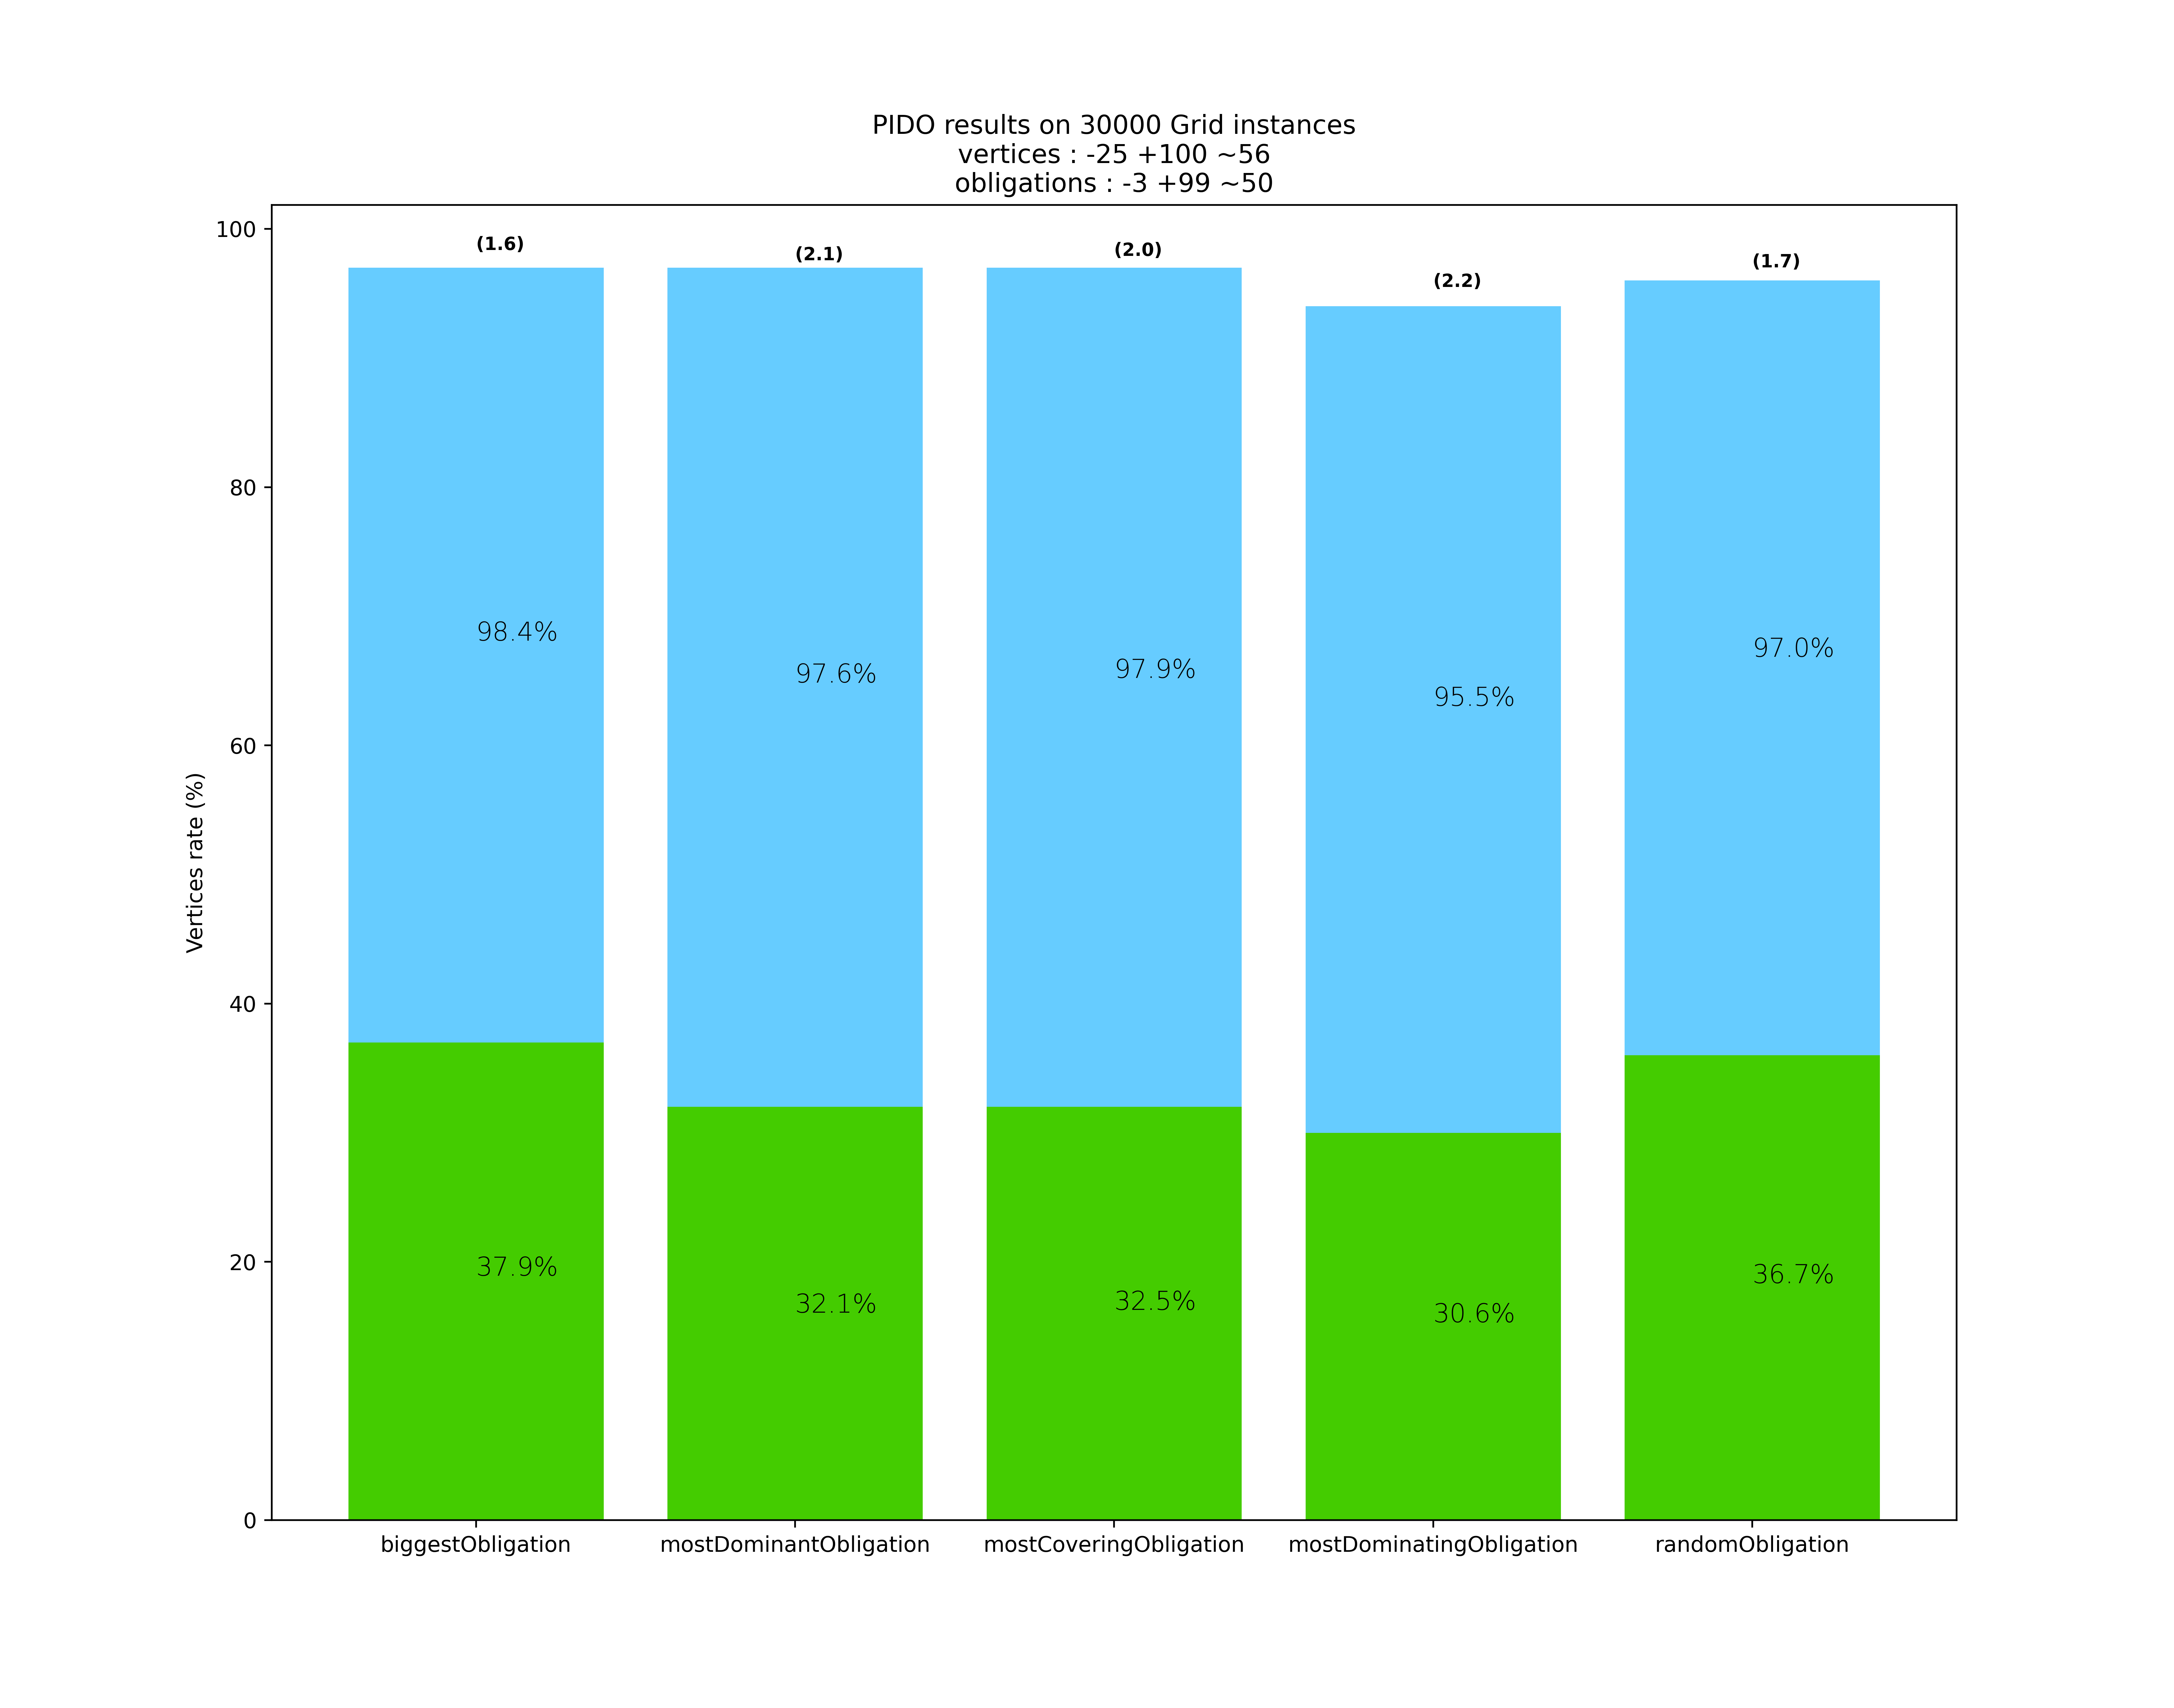 PIDO results on 30000 Grid instances
vertices : -25 +100 ~56
obligations : -3 +99 ~50
Vertices rate (%)
100
80
60
40
20
0
(1.6)
(2.1)
(2.0)
(2.2)
(1.7)
98.4%
97.6%
97.9%
95.5%
97.0%
37.9%
32.1%
32.5%
30.6%
36.7%
biggestObligation
mostDominantObligation
mostCoveringObligation
mostDominatingObligation
randomObligation